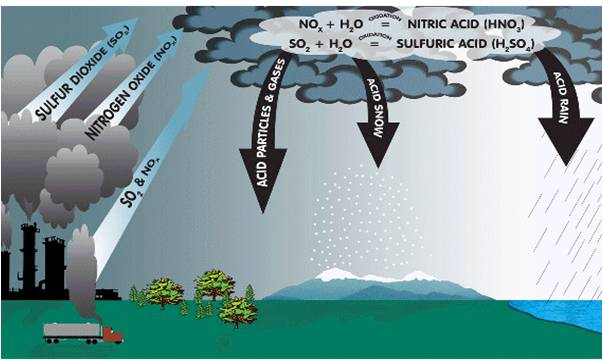 NOₓ + H₂O OXIDATION = NITRIC ACID (HNO₃)
SO₂ + H₂O OXIDATION = SULFURIC ACID (H₂SO₄)
SULFUR DIOXIDE (SO₂)
NITROGEN OXIDE (NOₓ)
SO₂ & NOₓ
ACID PARTICLES & GASES
ACID SNOW
ACID RAIN